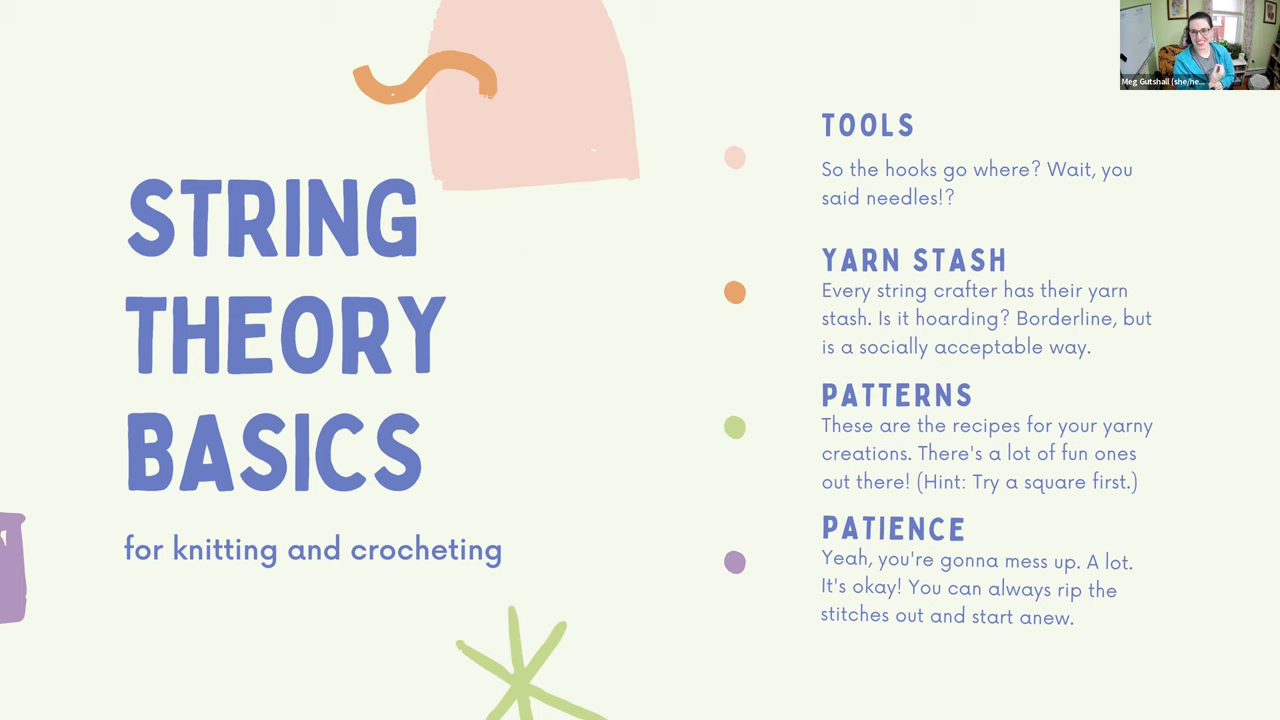 STRING
THEORY
BASICS
for knitting and crocheting
TOOLS
So the hooks go where? Wait, you
said needles!?
YARN STASH
Every string crafter has their yarn
stash. Is it hoarding? Borderline, but
is a socially acceptable way.
PATTERNS
These are the recipes for your yarny
creations. There's a lot of fun ones
out there! (Hint: Try a square first.)
PATIENCE
Yeah, you're gonna mess up. A lot.
It's okay! You can always rip the
stitches out and start anew.
Meg Gutshall (she/he...